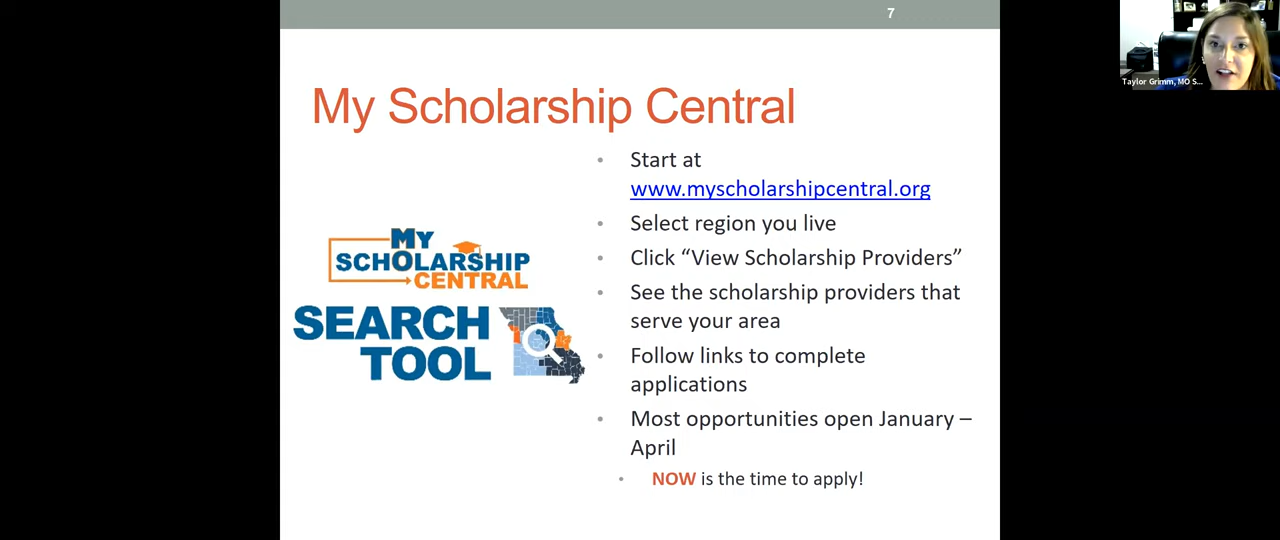 7
Taylor Grimm, MO S...
My Scholarship Central
• Start at
www.myscholarshipcentral.org
• Select region you live
• Click “View Scholarship Providers”
• See the scholarship providers that
serve your area
• Follow links to complete
applications
• Most opportunities open January –
April
• NOW is the time to apply!
MY
SCHOLARSHIP
CENTRAL
SEARCH
TOOL